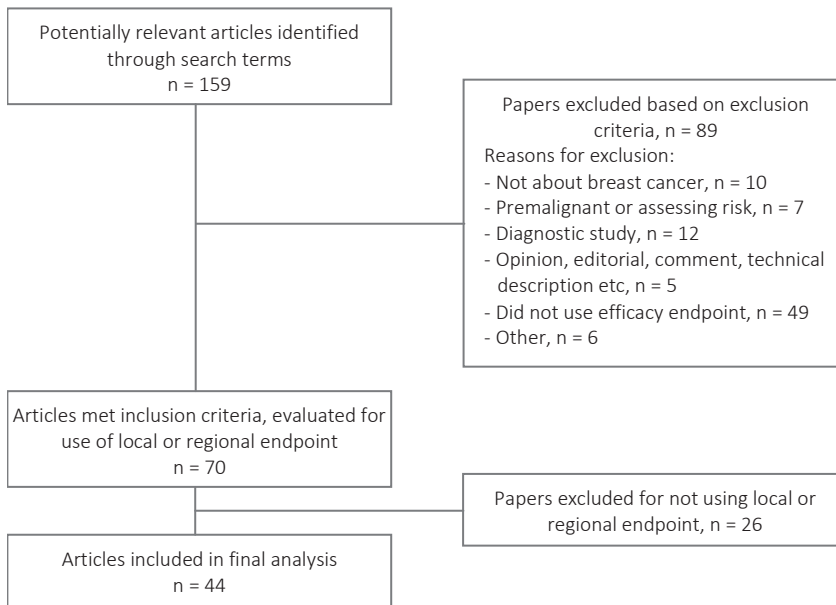 Potentially relevant articles identified
through search terms
n = 159
Papers excluded based on exclusion
criteria, n = 89
Reasons for exclusion:
- Not about breast cancer, n = 10
- Premalignant or assessing risk, n = 7
- Diagnostic study, n = 12
- Opinion, editorial, comment, technical
description etc, n = 5
- Did not use efficacy endpoint, n = 49
- Other, n = 6
Articles met inclusion criteria, evaluated for
use of local or regional endpoint
n = 70
Papers excluded for not using local or
regional endpoint, n = 26
Articles included in final analysis
n = 44